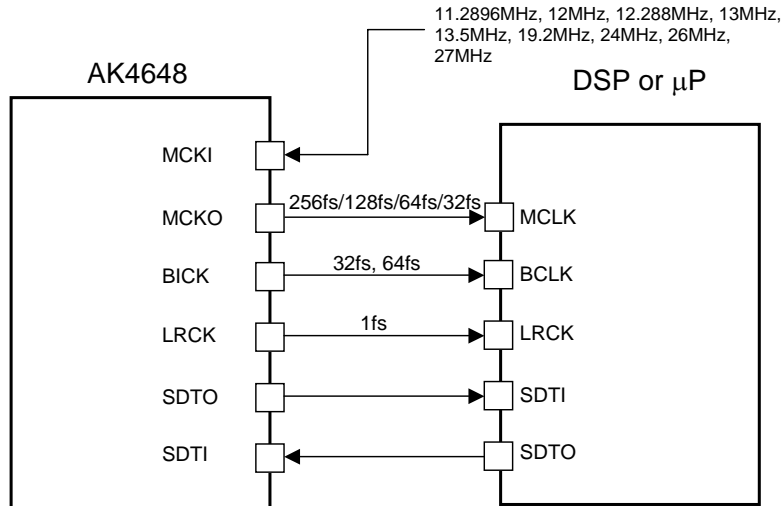 11.2896MHz, 12MHz, 12.288MHz, 13MHz,
13.5MHz, 19.2MHz, 24MHz, 26MHz,
27MHz
AK4648
DSP or μP
MCKI
MCKO
256fs/128fs/64fs/32fs
MCLK
BICK
32fs, 64fs
BCLK
LRCK
1fs
LRCK
SDTO
SDTI
SDTI
SDTO